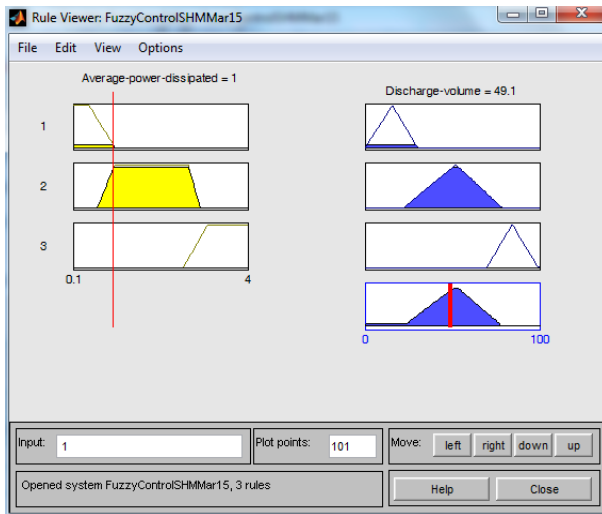 Rule Viewer: FuzzyControlSHMMar15
File Edit View Options
Average-power-dissipated = 1
Discharge-volume = 49.1
1
2
3
0.1 4
0 100
Input: 1 Plot points: 101 Move: left right down up
Opened system FuzzyControlSHMMar15, 3 rules
Help Close